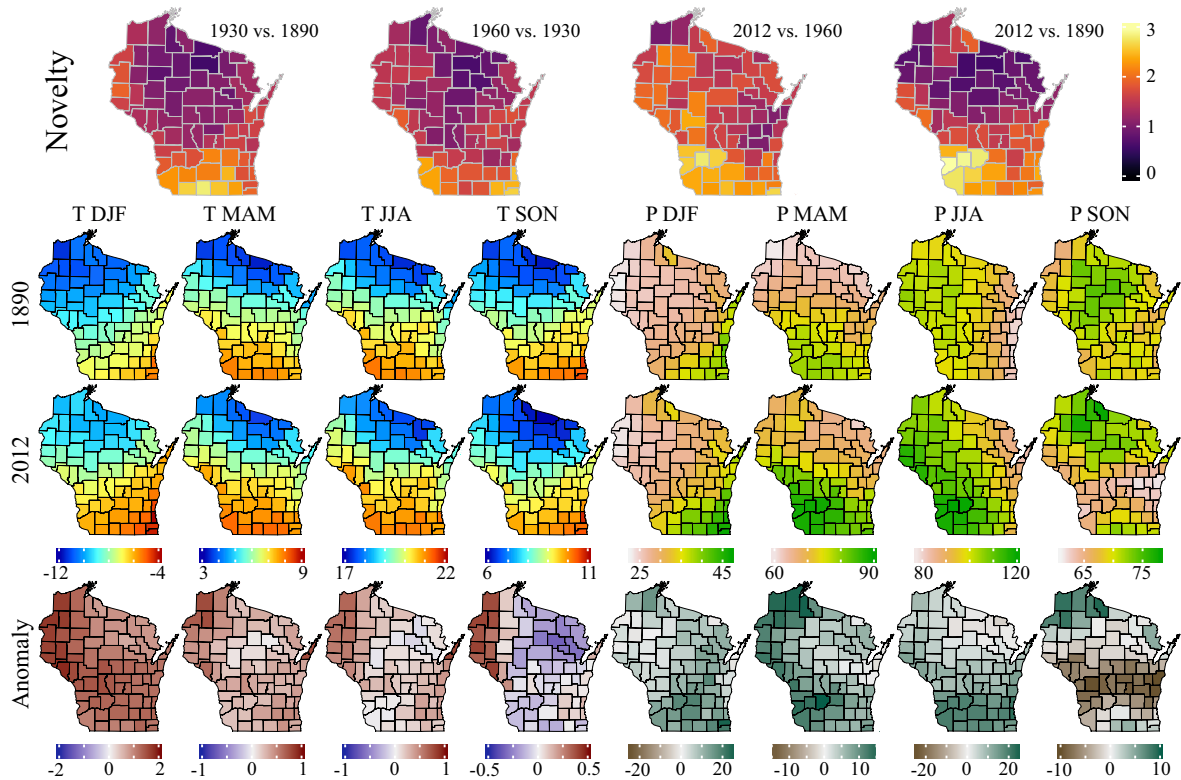 1930 vs. 1890
1960 vs. 1930
2012 vs. 1960
2012 vs. 1890
Novelty
3
2
1
0
T DJF
T MAM
T JJA
T SON
P DJF
P MAM
P JJA
P SON
1890
2012
-12 -4
3 9
17 22
6 11
25 45
60 90
80 120
65 75
Anomaly
-2 0 2
-1 0 1
-1 0 1
-0.5 0 0.5
-20 0 20
-10 0 10
-20 0 20
-10 0 10